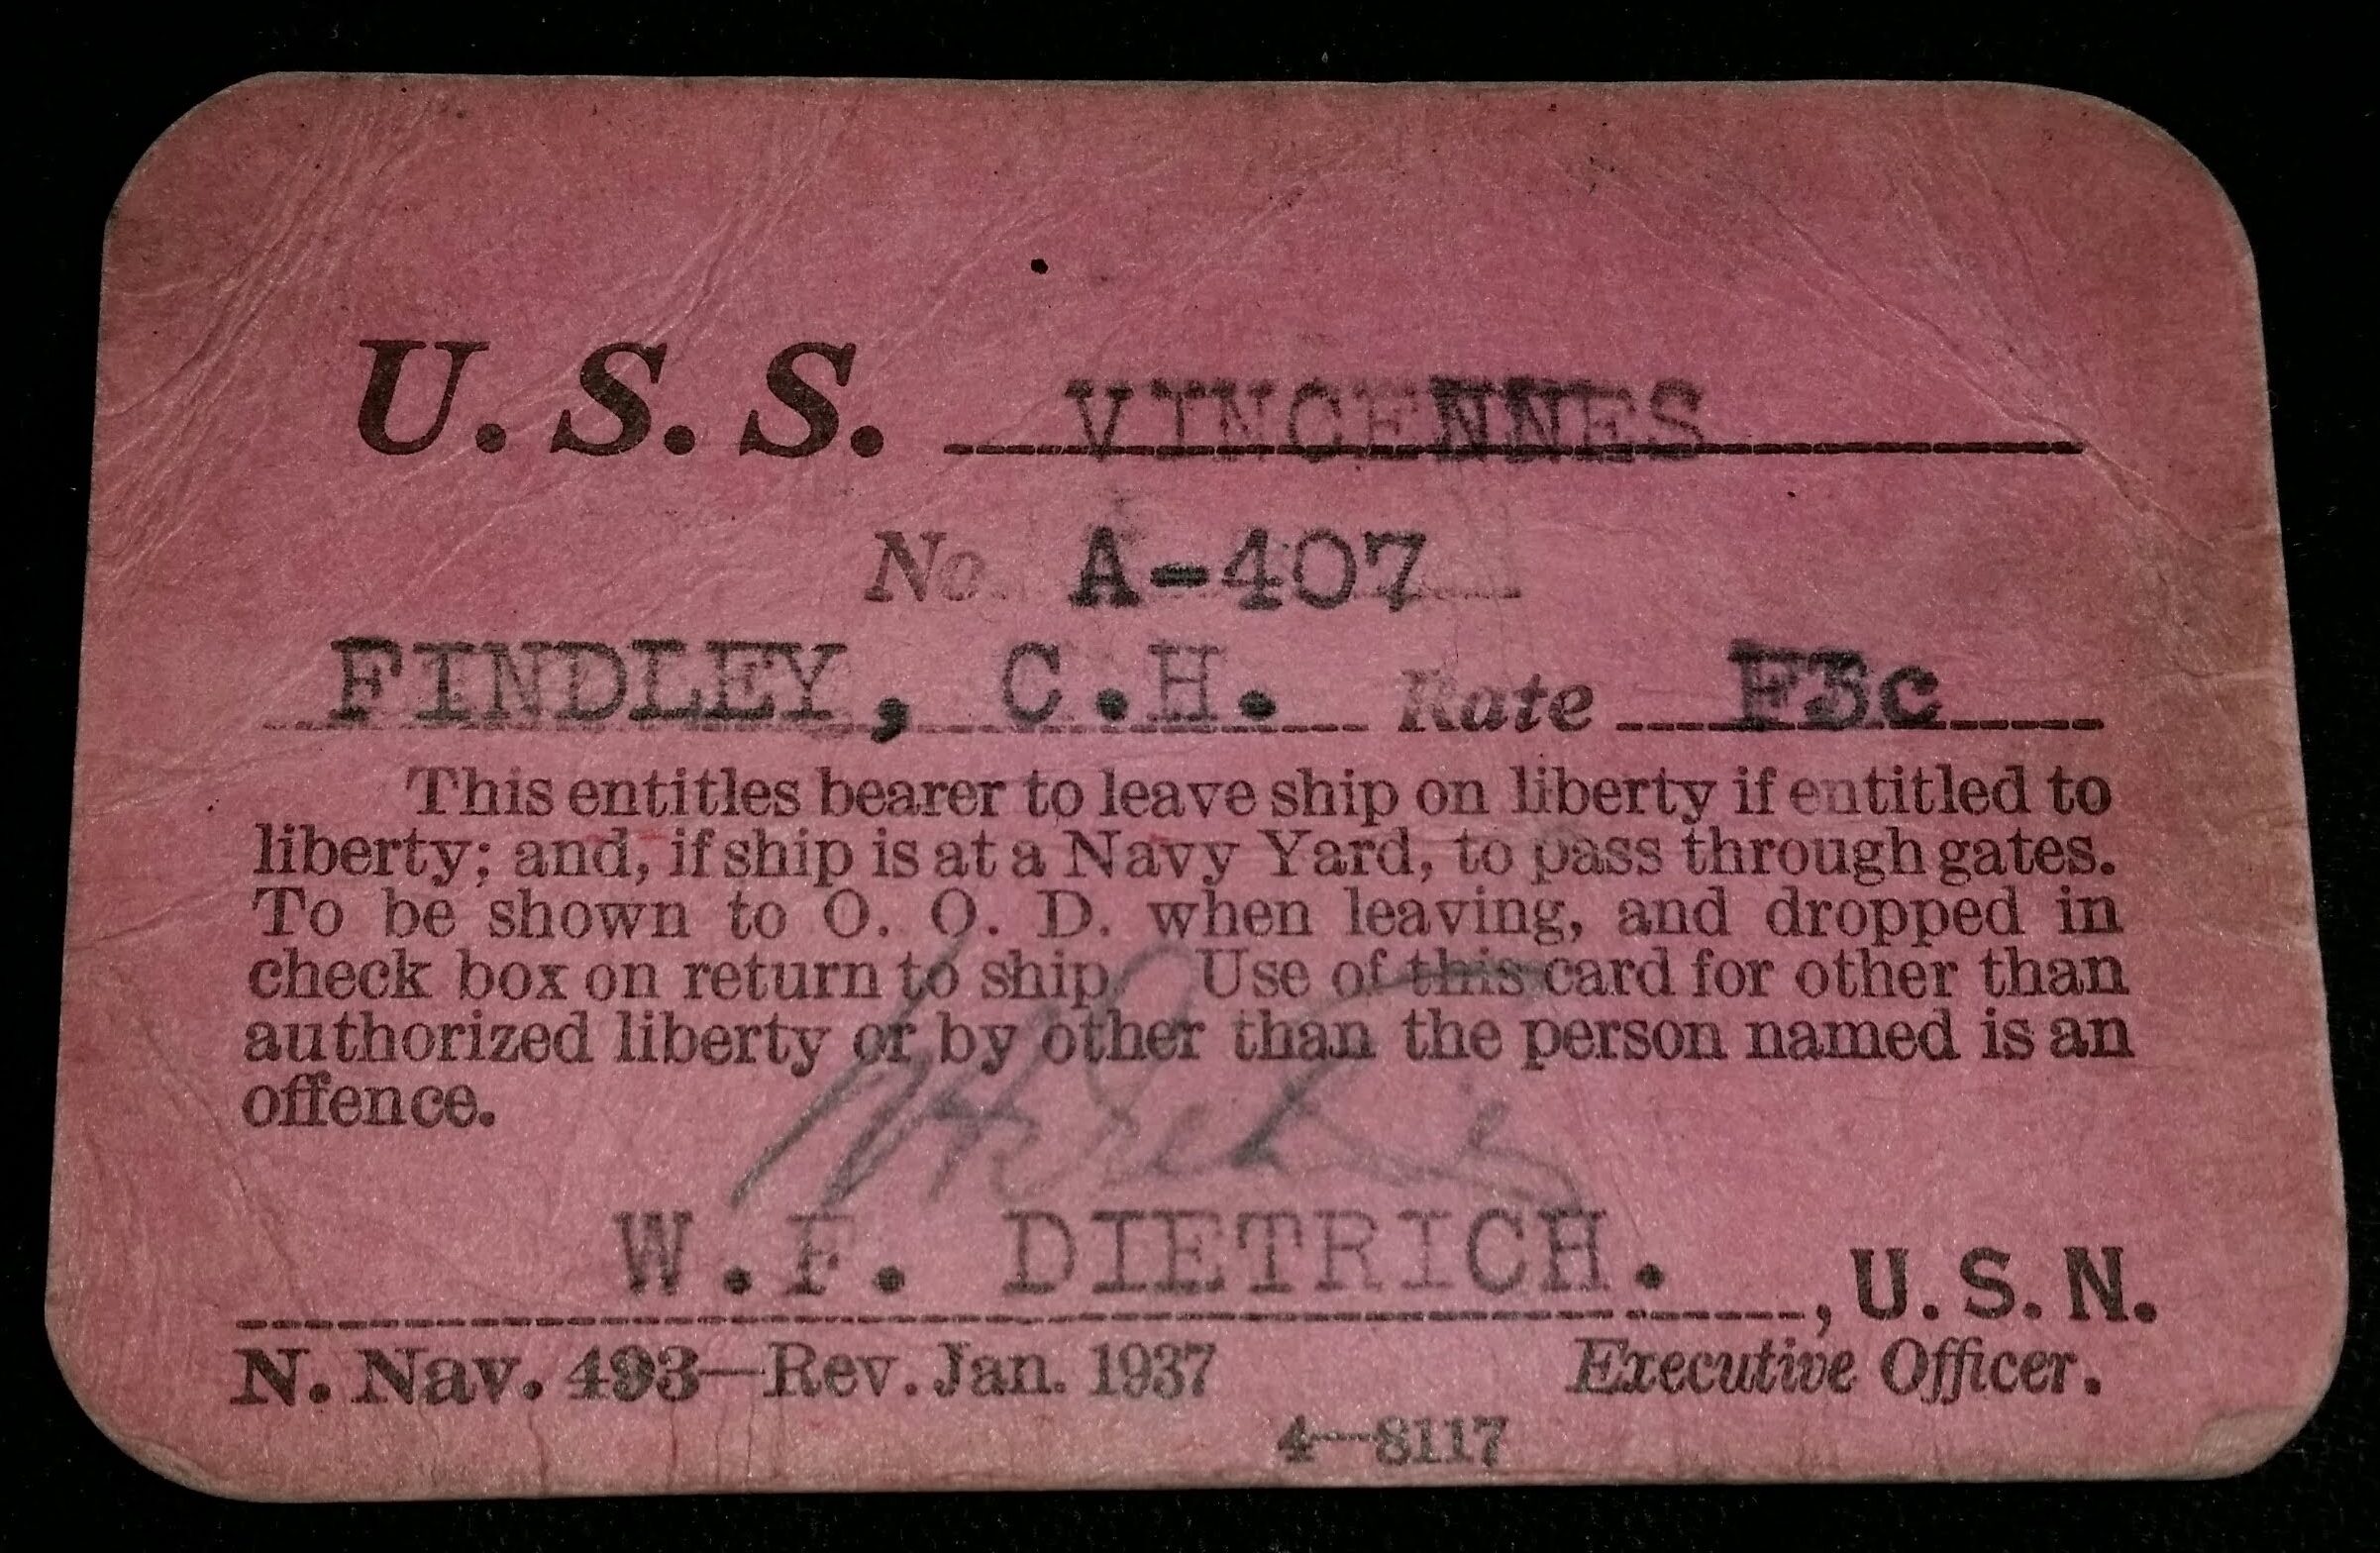 U. S. S. VINCENNES
No. A-407
FINDLEY, C.H. Rate F3c
This entitles bearer to leave ship on liberty if entitled to
liberty; and, if ship is at a Navy Yard, to pass through gates.
To be shown to O. O. D. when leaving, and dropped in
check box on return to ship. Use of this card for other than
authorized liberty or by other than the person named is an
offence.
W.F. DIETRICH. , U. S. N.
N. Nav. 493—Rev. Jan. 1937 Executive Officer.
4—8117